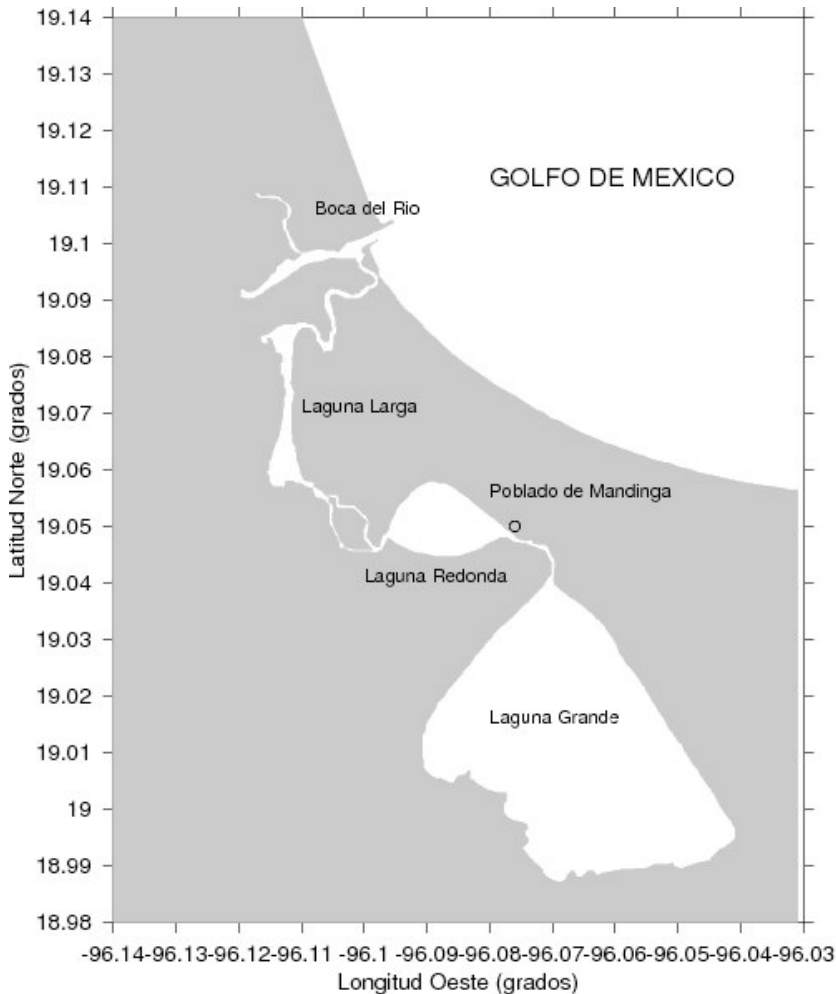 19.14
19.13
19.12
19.11
GOLFO DE MEXICO
Boca del Rio
19.1
19.09
19.08
19.07
Laguna Larga
19.06
Poblado de Mandinga
19.05
Laguna Redonda
19.04
19.03
19.02
Laguna Grande
19.01
19
18.99
18.98
Latitud Norte (grados)
-96.14-96.13-96.12-96.11 -96.1 -96.09-96.08-96.07-96.06-96.05-96.04-96.03
Longitud Oeste (grados)